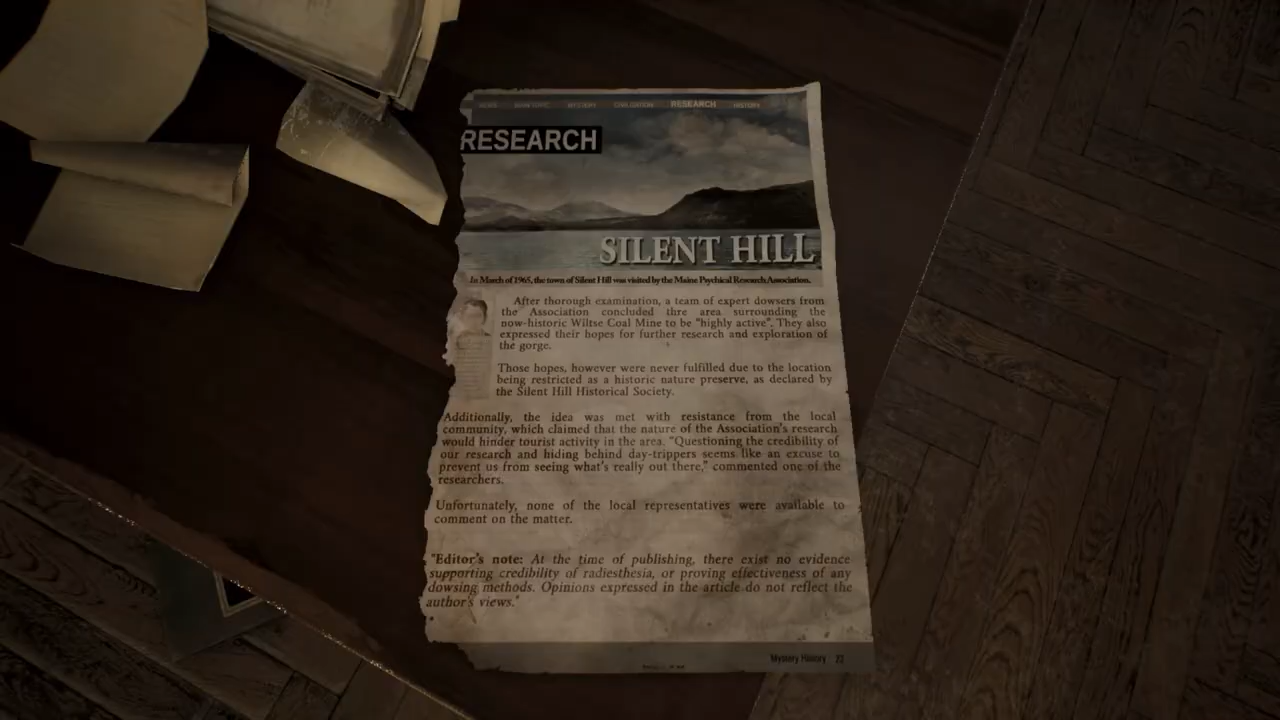 NEWS MAIN TOPIC MYSTERY CIVILISATION RESEARCH HISTORY
RESEARCH
SILENT HILL
In March of 1965, the town of Silent Hill was visited by the Maine Psychical Research Association.
After thorough examination, a team of expert dowsers from
the Association concluded thre area surrounding the
now-historic Wiltse Coal Mine to be "highly active". They also
expressed their hopes for further research and exploration of
the gorge.
Those hopes, however were never fulfilled due to the location
being restricted as a historic nature preserve, as declared by
the Silent Hill Historical Society.
Additionally, the idea was met with resistance from the local
community, which claimed that the nature of the Association's research
would hinder tourist activity in the area. "Questioning the credibility of
our research and hiding behind day-trippers seems like an excuse to
prevent us from seeing what's really out there," commented one of the
researchers.
Unfortunately, none of the local representatives were available to
comment on the matter.
"Editor's note: At the time of publishing, there exist no evidence
supporting credibility of radiesthesia, or proving effectiveness of any
dowsing methods. Opinions expressed in the article do not reflect the
author's views."
Mystery History